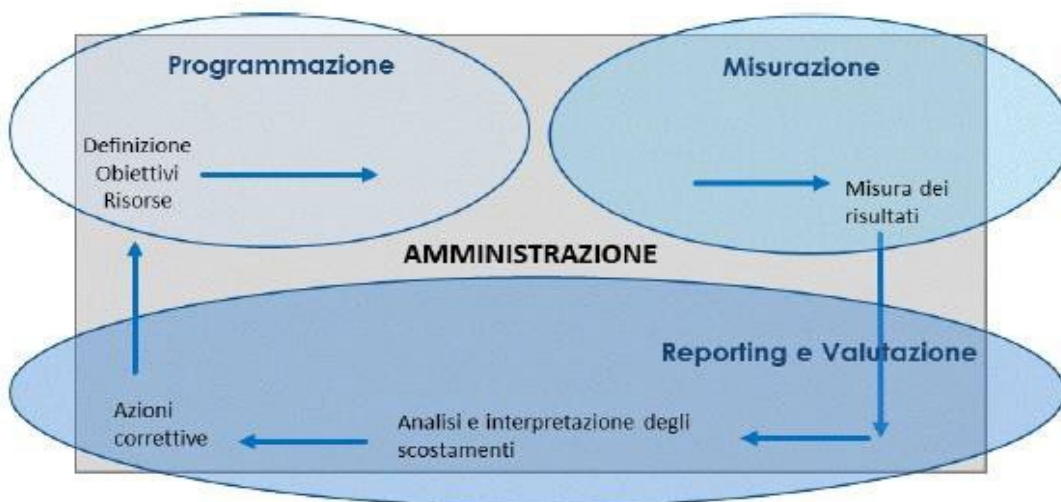 Programmazione
Misurazione
Definizione
Obiettivi
Risorse
Misura dei
risultati
AMMINISTRAZIONE
Reporting e Valutazione
Azioni
correttive
Analisi e interpretazione degli
scostamenti